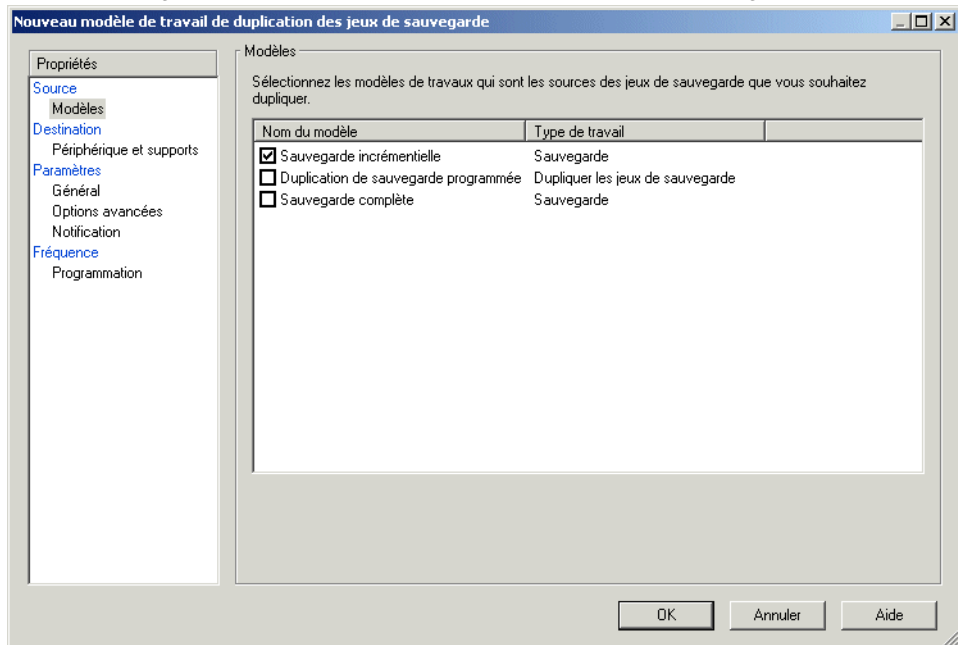 Nouveau modèle de travail de duplication des jeux de sauvegarde
Propriétés
Source
Modèles
Destination
Périphérique et supports
Paramètres
Général
Options avancées
Notification
Fréquence
Programmation
Modèles
Sélectionnez les modèles de travaux qui sont les sources des jeux de sauvegarde que vous souhaitez
dupliquer.
Nom du modèle Type de travail
Sauvegarde incrémentielle Sauvegarde
Duplication de sauvegarde programmée Dupliquer les jeux de sauvegarde
Sauvegarde complète Sauvegarde
OK Annuler Aide